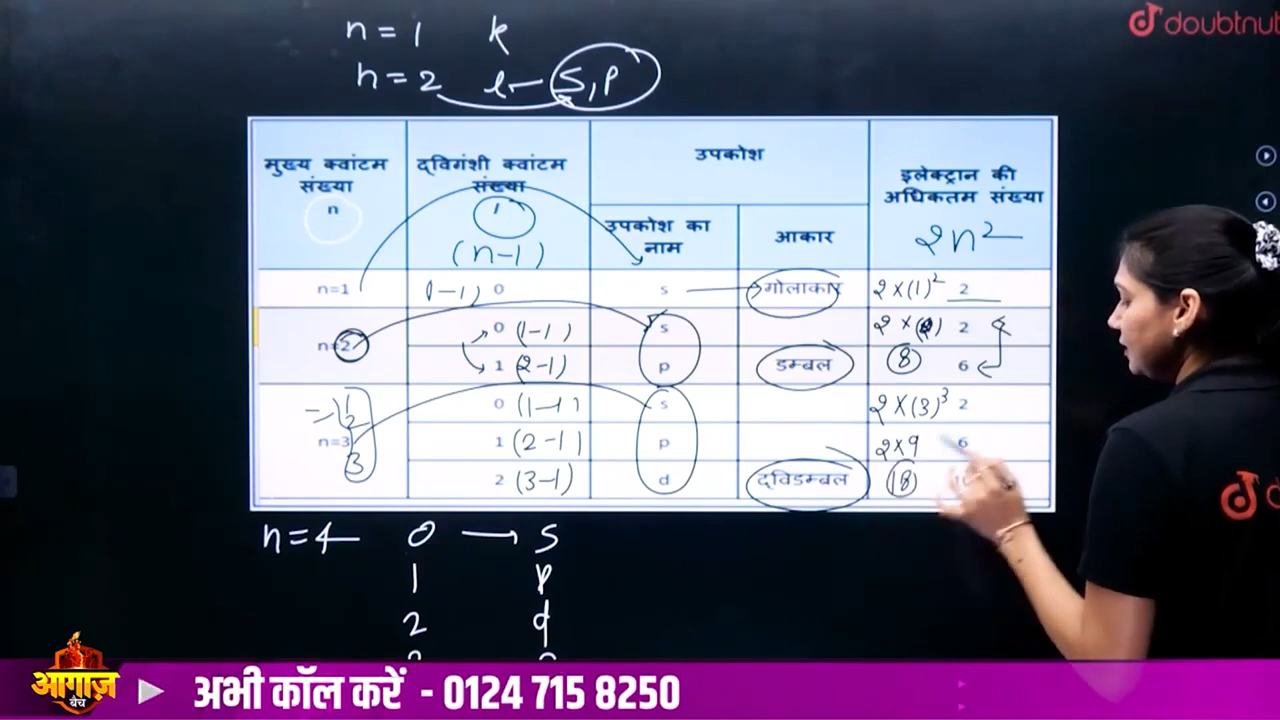 n = 1 k
n = 2 l – s, p
doubtnut
मुख्य क्वांटम संख्या n
द्विगंशी क्वांटम संख्या l (n-1)
उपकोश
उपकोश का नाम
आकार
इलेक्ट्रान की अधिकतम संख्या 2n²
n=1 (1-1) 0 s गोलाकार 2×(1)² 2
n=2 0 (1-1) s 2×(2) 2
1 (2-1) p डम्बल 8 6
1
2
n=3
3
0 (1-1) s 2×(3)³ 2
1 (2-1) p 2×9 6
2 (3-1) d द्विडम्बल 18
n=4 0 → s
1 p
2 d
आगाज़ बैच
अभी कॉल करें - 0124 715 8250